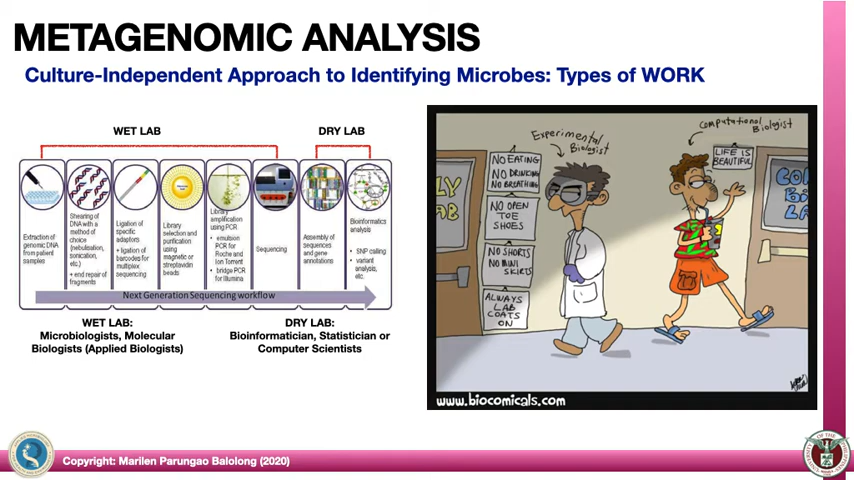 METAGENOMIC ANALYSIS
Culture-Independent Approach to Identifying Microbes: Types of WORK
WET LAB
DRY LAB
Extraction of
genomic DNA
from patient
samples
Shearing of
DNA with a
method of
choice
(nebulisation,
sonication,
etc.)
+ end repair of
fragments
Ligation of
specific
adaptors
• ligation of
barcodes for
multiplex
sequencing
Library
selection and
purification
using
magnetic or
streptavidin
beads
Library
amplification
using PCR
• emulsion
PCR for
Roche and
Ion Torrent
• bridge PCR
for Illumina
Sequencing
Assembly of
sequences
and gene
annotations
Bioinformatics
analysis
• SNP calling
• variant
analysis,
etc.
Next Generation Sequencing workflow
WET LAB:
Microbiologists, Molecular
Biologists (Applied Biologists)
DRY LAB:
Bioinformatician, Statistician or
Computer Scientists
Experimental
Biologist
Computational
Biologist
NO EATING
NO DRINKING
NO BREATHING
NO OPEN
TOE
SHOES
NO SHORTS
NO MINI
SKIRTS
ALWAYS
LAB
COATS
ON
LIFE IS
BEAUTIFUL
www.biocomicals.com
Copyright: Marilen Parungao Balolong (2020)